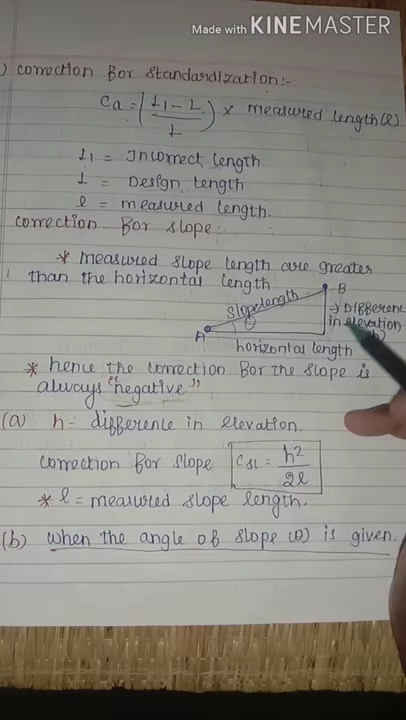 Made with KINEMASTER
) correction for standardization:-
Ca = (L1 - L / L) x measured length(l)
L1 = Incorrect length
L = Design length
l = measured length.
correction for slope
* measured slope length are greater
than the horizontal length
B
slope length
θ
A
→ Different
in elevation
horizontal length
* hence the correction for the slope is
always "negative"
(a) h = difference in elevation.
correction for slope Csl = h²/2l
* l = measured slope length.
(b) when the angle of slope (θ) is given.